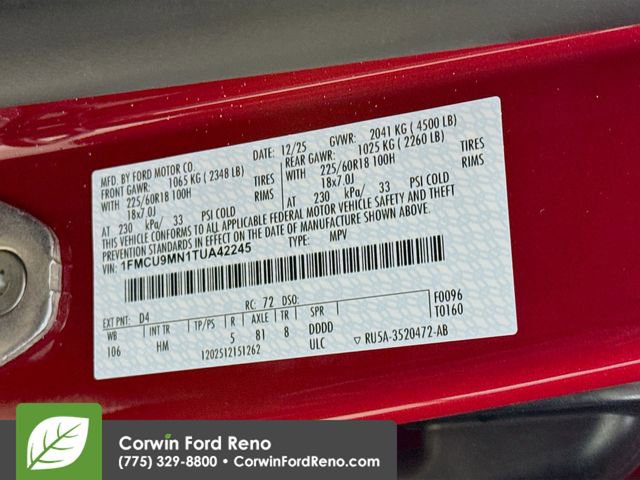 MFD. BY FORD MOTOR CO. DATE: 12/25 GVWR: 2041 KG ( 4500 LB)
FRONT GAWR: 1065 KG ( 2348 LB) REAR GAWR: 1025 KG ( 2260 LB)
WITH 225/60R18 100H TIRES WITH 225/60R18 100H TIRES
18x7.0J RIMS 18x7.0J RIMS
AT 230 kPa/ 33 PSI COLD AT 230 kPa/ 33 PSI COLD
THIS VEHICLE CONFORMS TO ALL APPLICABLE FEDERAL MOTOR VEHICLE SAFETY AND THEFT
PREVENTION STANDARDS IN EFFECT ON THE DATE OF MANUFACTURE SHOWN ABOVE.
VIN: 1FMCU9MN1TUA42245 TYPE: MPV
EXT PNT: D4 RC: 72 DSO: F0096
WB INT TR TP/PS R AXLE TR SPR T0160
106 HM 5 81 8 DDDD
1202512151262 ULC ▽ RU5A-3520472-AB
Corwin Ford Reno
(775) 329-8800 • CorwinFordReno.com